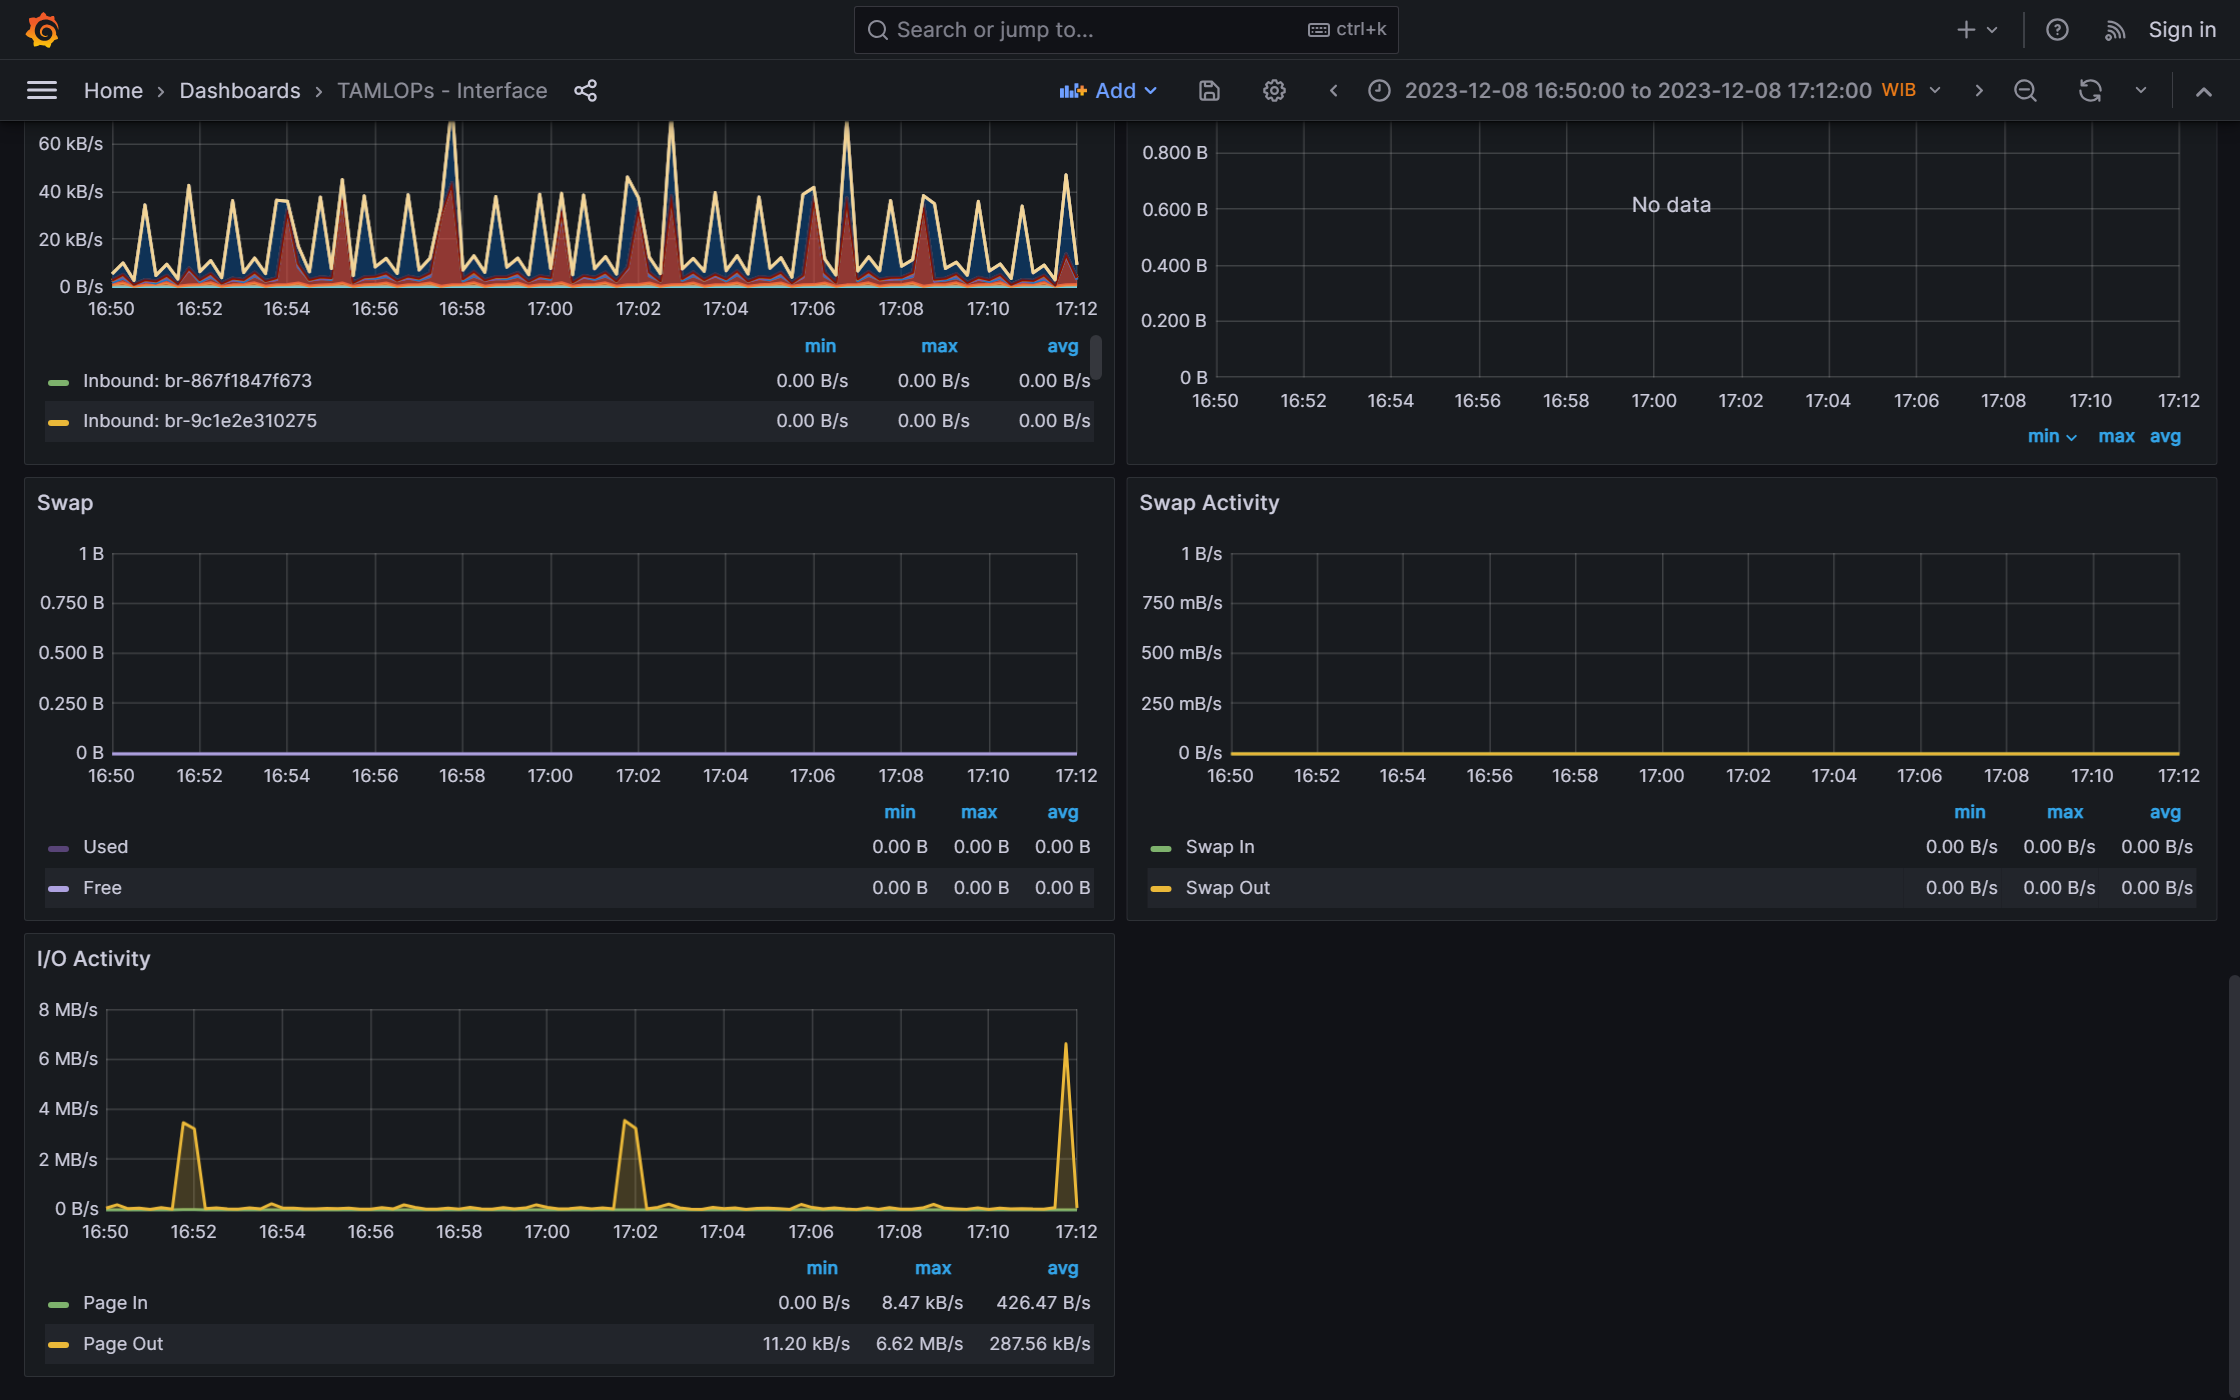 Search or jump to...
ctrl+k
Sign in
Home
Dashboards
TAMLOPs - Interface
Add
2023-12-08 16:50:00 to 2023-12-08 17:12:00 WIB
60 kB/s
40 kB/s
20 kB/s
0 B/s
16:50 16:52 16:54 16:56 16:58 17:00 17:02 17:04 17:06 17:08 17:10 17:12
min max avg
Inbound: br-867f1847f673 0.00 B/s 0.00 B/s 0.00 B/s
Inbound: br-9c1e2e310275 0.00 B/s 0.00 B/s 0.00 B/s
0.800 B
0.600 B
0.400 B
0.200 B
0 B
No data
16:50 16:52 16:54 16:56 16:58 17:00 17:02 17:04 17:06 17:08 17:10 17:12
min max avg
Swap
1 B
0.750 B
0.500 B
0.250 B
0 B
16:50 16:52 16:54 16:56 16:58 17:00 17:02 17:04 17:06 17:08 17:10 17:12
min max avg
Used 0.00 B 0.00 B 0.00 B
Free 0.00 B 0.00 B 0.00 B
Swap Activity
1 B/s
750 mB/s
500 mB/s
250 mB/s
0 B/s
16:50 16:52 16:54 16:56 16:58 17:00 17:02 17:04 17:06 17:08 17:10 17:12
min max avg
Swap In 0.00 B/s 0.00 B/s 0.00 B/s
Swap Out 0.00 B/s 0.00 B/s 0.00 B/s
I/O Activity
8 MB/s
6 MB/s
4 MB/s
2 MB/s
0 B/s
16:50 16:52 16:54 16:56 16:58 17:00 17:02 17:04 17:06 17:08 17:10 17:12
min max avg
Page In 0.00 B/s 8.47 kB/s 426.47 B/s
Page Out 11.20 kB/s 6.62 MB/s 287.56 kB/s